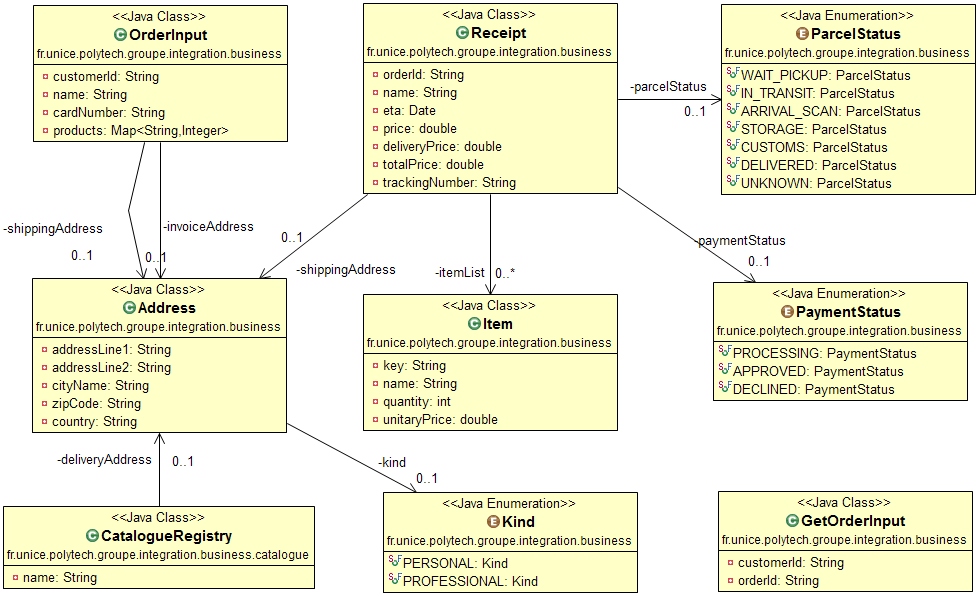 <<Java Class>>
OrderInput
fr.unice.polytech.groupe.integration.business
customerId: String
name: String
cardNumber: String
products: Map<String,Integer>
<<Java Class>>
Receipt
fr.unice.polytech.groupe.integration.business
orderId: String
name: String
eta: Date
price: double
deliveryPrice: double
totalPrice: double
trackingNumber: String
<<Java Enumeration>>
ParcelStatus
fr.unice.polytech.groupe.integration.business
WAIT_PICKUP: ParcelStatus
IN_TRANSIT: ParcelStatus
ARRIVAL_SCAN: ParcelStatus
STORAGE: ParcelStatus
CUSTOMS: ParcelStatus
DELIVERED: ParcelStatus
UNKNOWN: ParcelStatus
-parcelStatus
0..1
-shippingAddress
0..1
-invoiceAddress
0..1
0..1
-shippingAddress
-itemList
0..*
-paymentStatus
0..1
<<Java Class>>
Address
fr.unice.polytech.groupe.integration.business
addressLine1: String
addressLine2: String
cityName: String
zipCode: String
country: String
<<Java Class>>
Item
fr.unice.polytech.groupe.integration.business
key: String
name: String
quantity: int
unitaryPrice: double
<<Java Enumeration>>
PaymentStatus
fr.unice.polytech.groupe.integration.business
PROCESSING: PaymentStatus
APPROVED: PaymentStatus
DECLINED: PaymentStatus
-deliveryAddress
0..1
-kind
0..1
<<Java Class>>
CatalogueRegistry
fr.unice.polytech.groupe.integration.business.catalogue
name: String
<<Java Enumeration>>
Kind
fr.unice.polytech.groupe.integration.business
PERSONAL: Kind
PROFESSIONAL: Kind
<<Java Class>>
GetOrderInput
fr.unice.polytech.groupe.integration.business
customerId: String
orderId: String